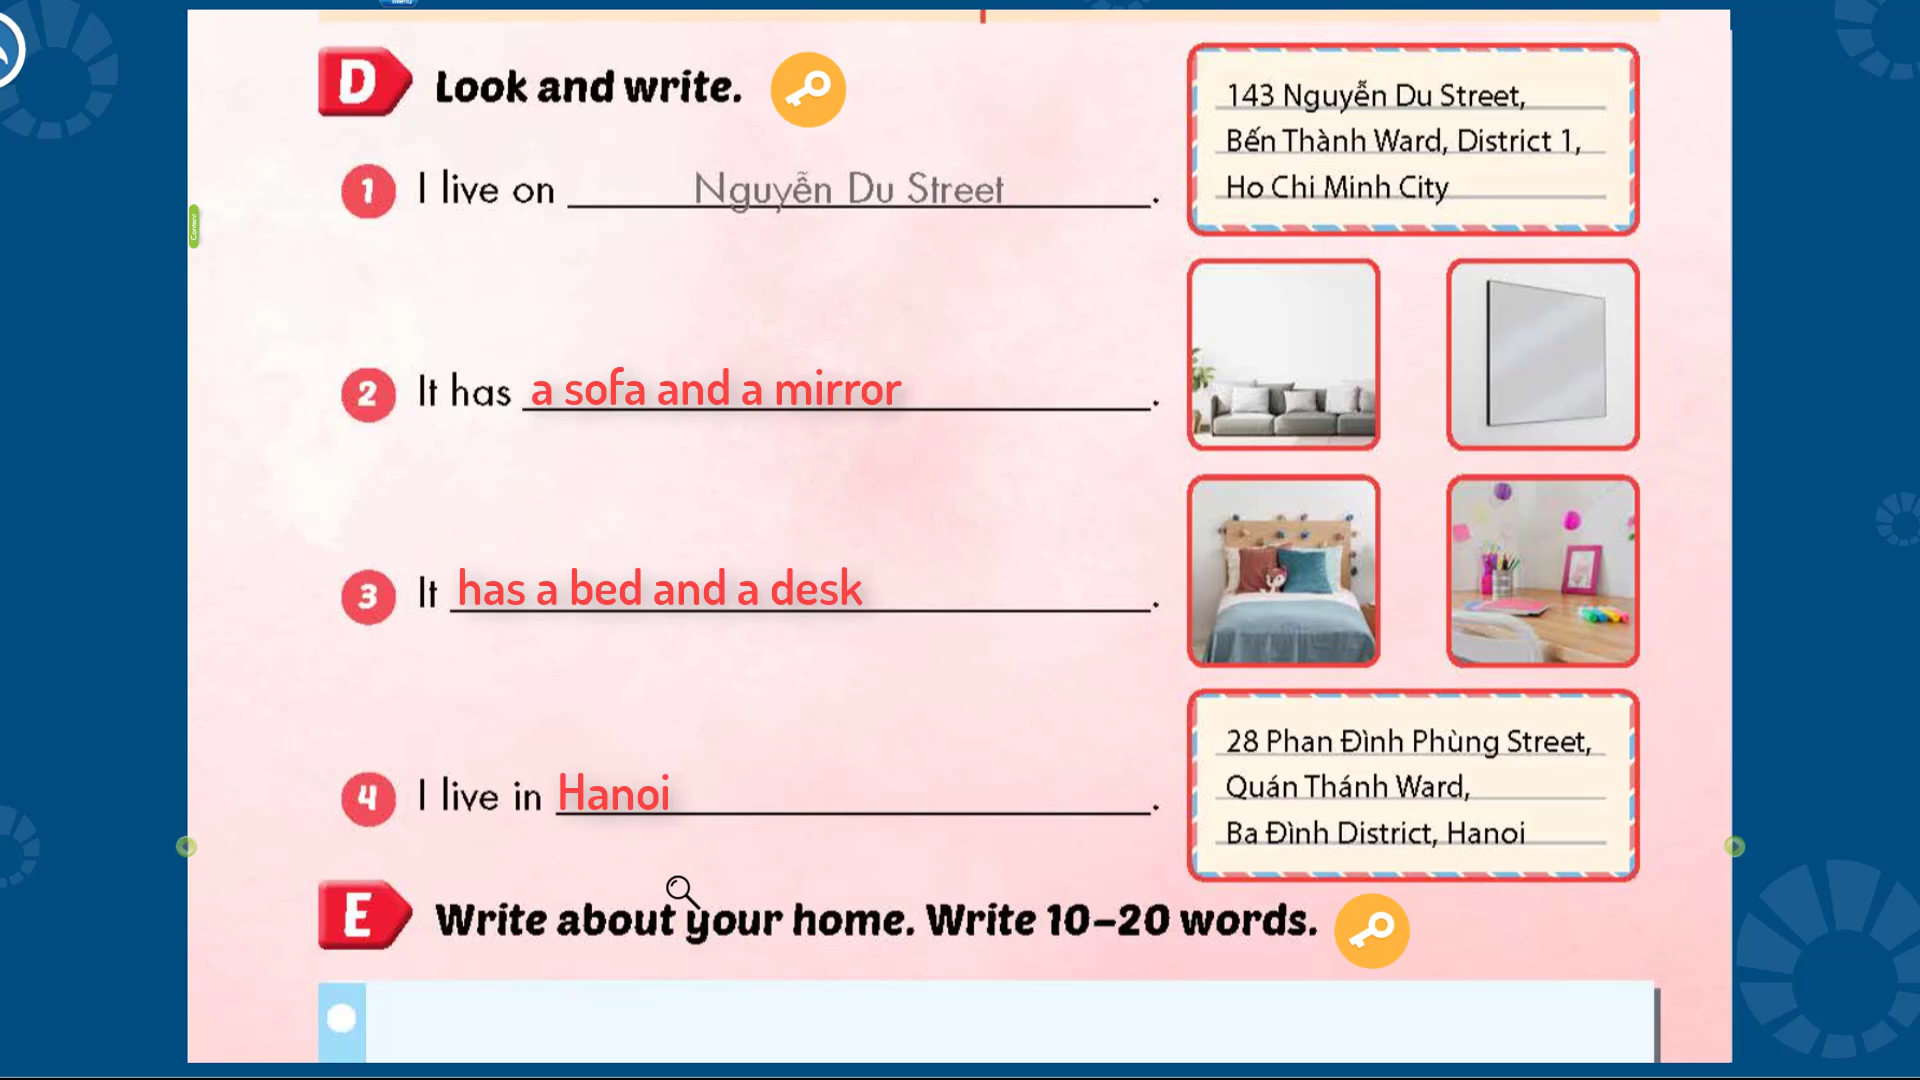 Menu
D Look and write.
143 Nguyễn Du Street,
Bến Thành Ward, District 1,
Ho Chi Minh City
1 I live on Nguyễn Du Street.
Content
2 It has a sofa and a mirror.
3 It has a bed and a desk.
4 I live in Hanoi.
28 Phan Đình Phùng Street,
Quán Thánh Ward,
Ba Đình District, Hanoi
E Write about your home. Write 10–20 words.